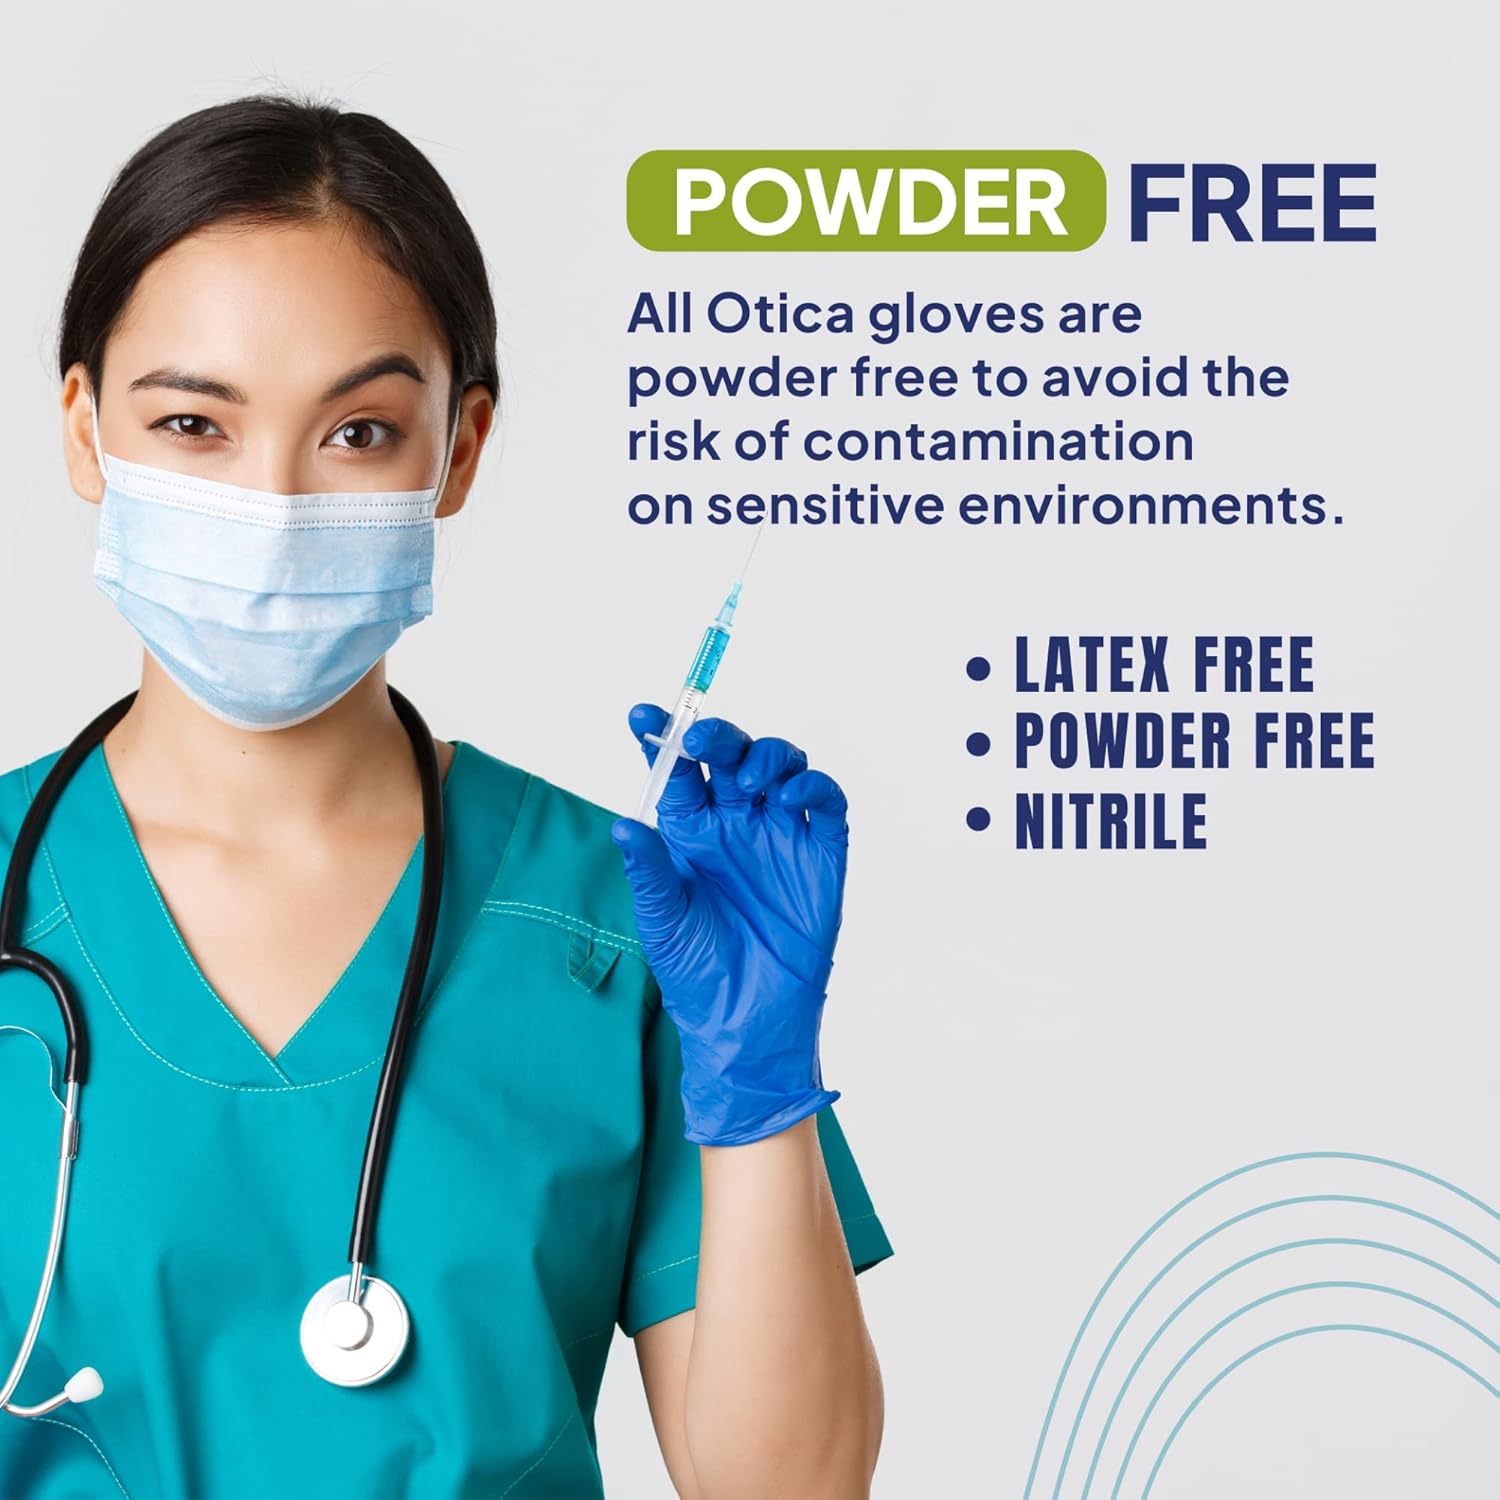 POWDER FREE
All Otica gloves are
powder free to avoid the
risk of contamination
on sensitive environments.
• LATEX FREE
• POWDER FREE
• NITRILE